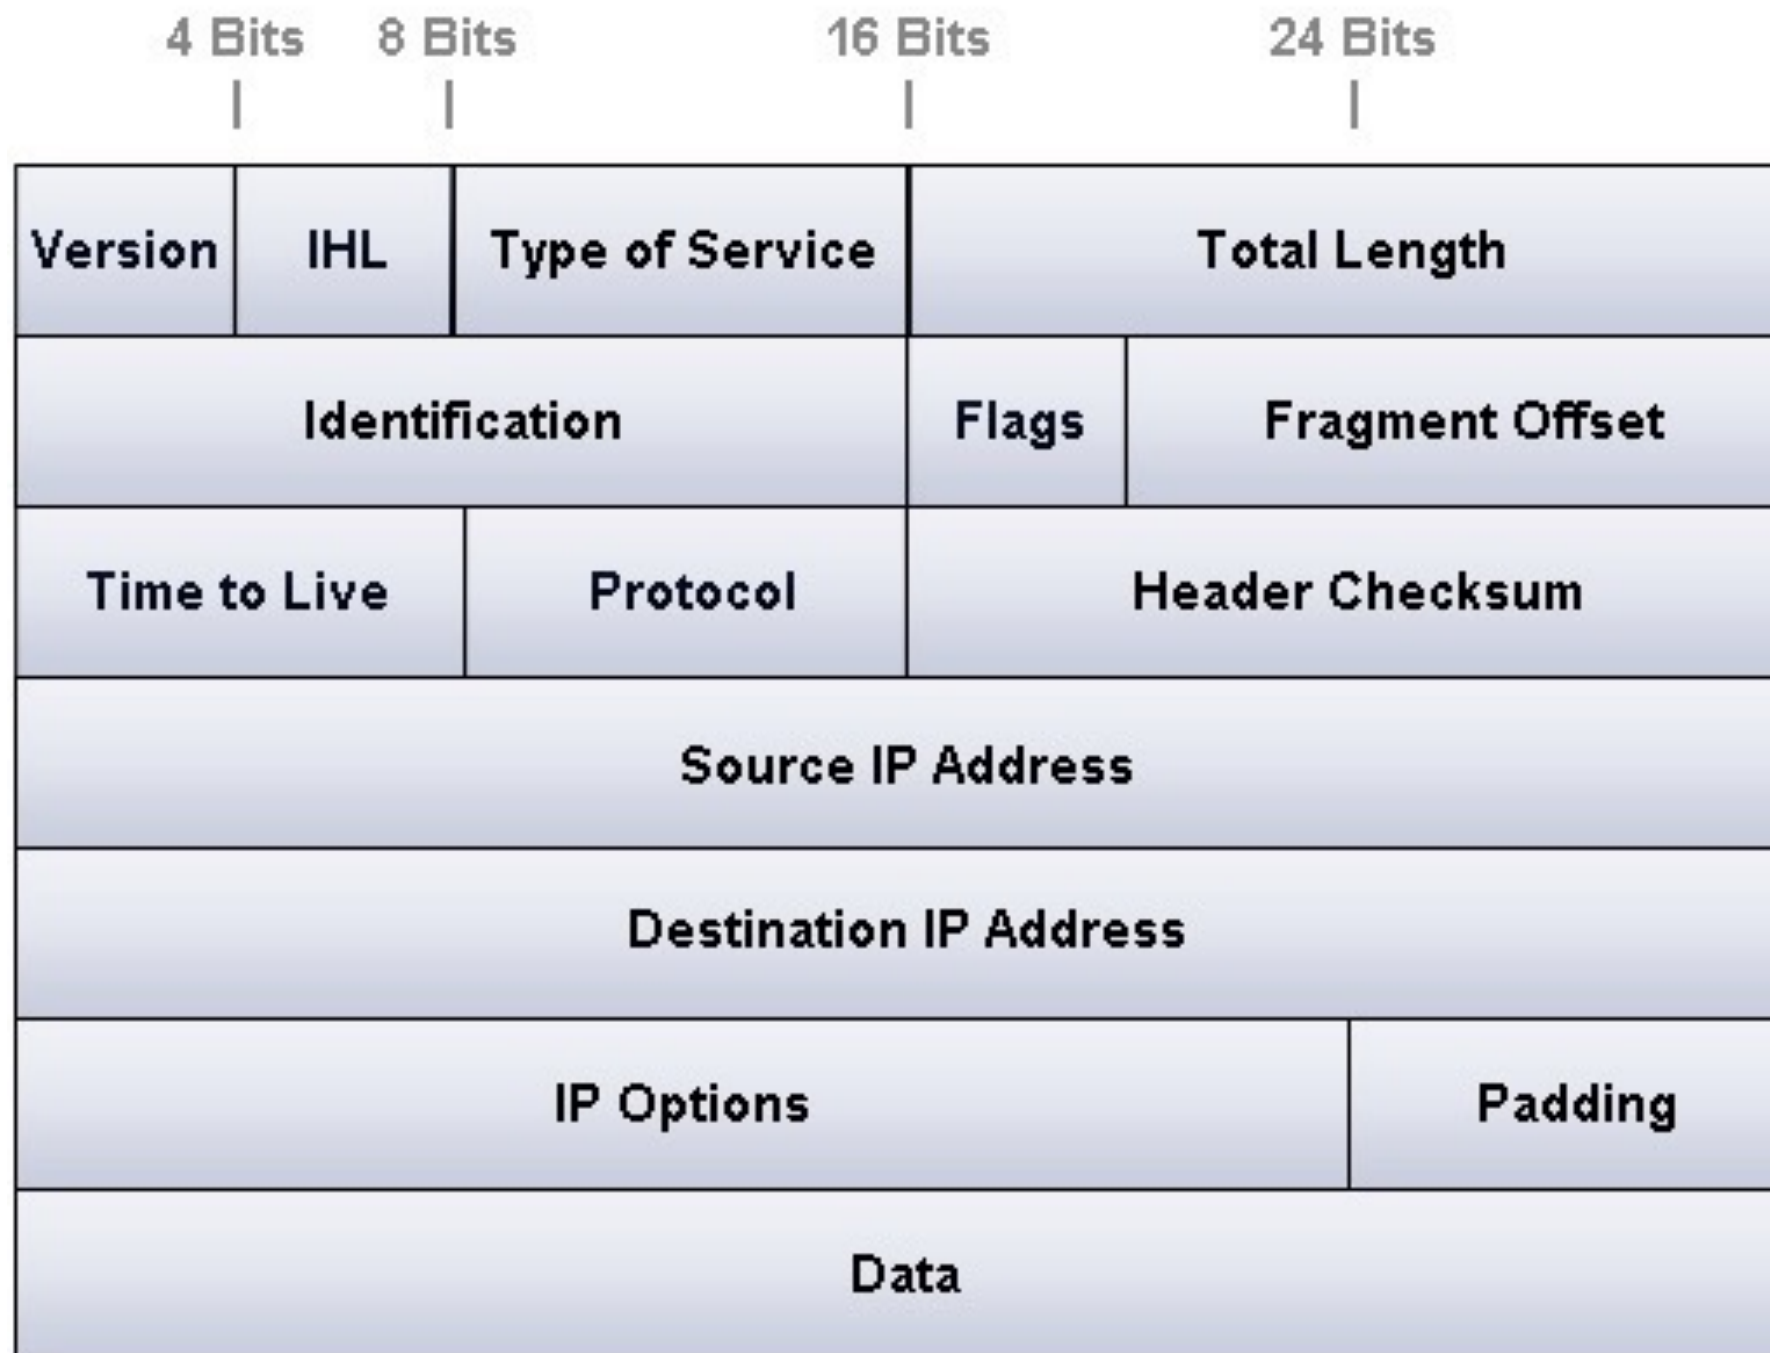 4 Bits 8 Bits 16 Bits 24 Bits
Version IHL Type of Service Total Length
Identification Flags Fragment Offset
Time to Live Protocol Header Checksum
Source IP Address
Destination IP Address
IP Options Padding
Data